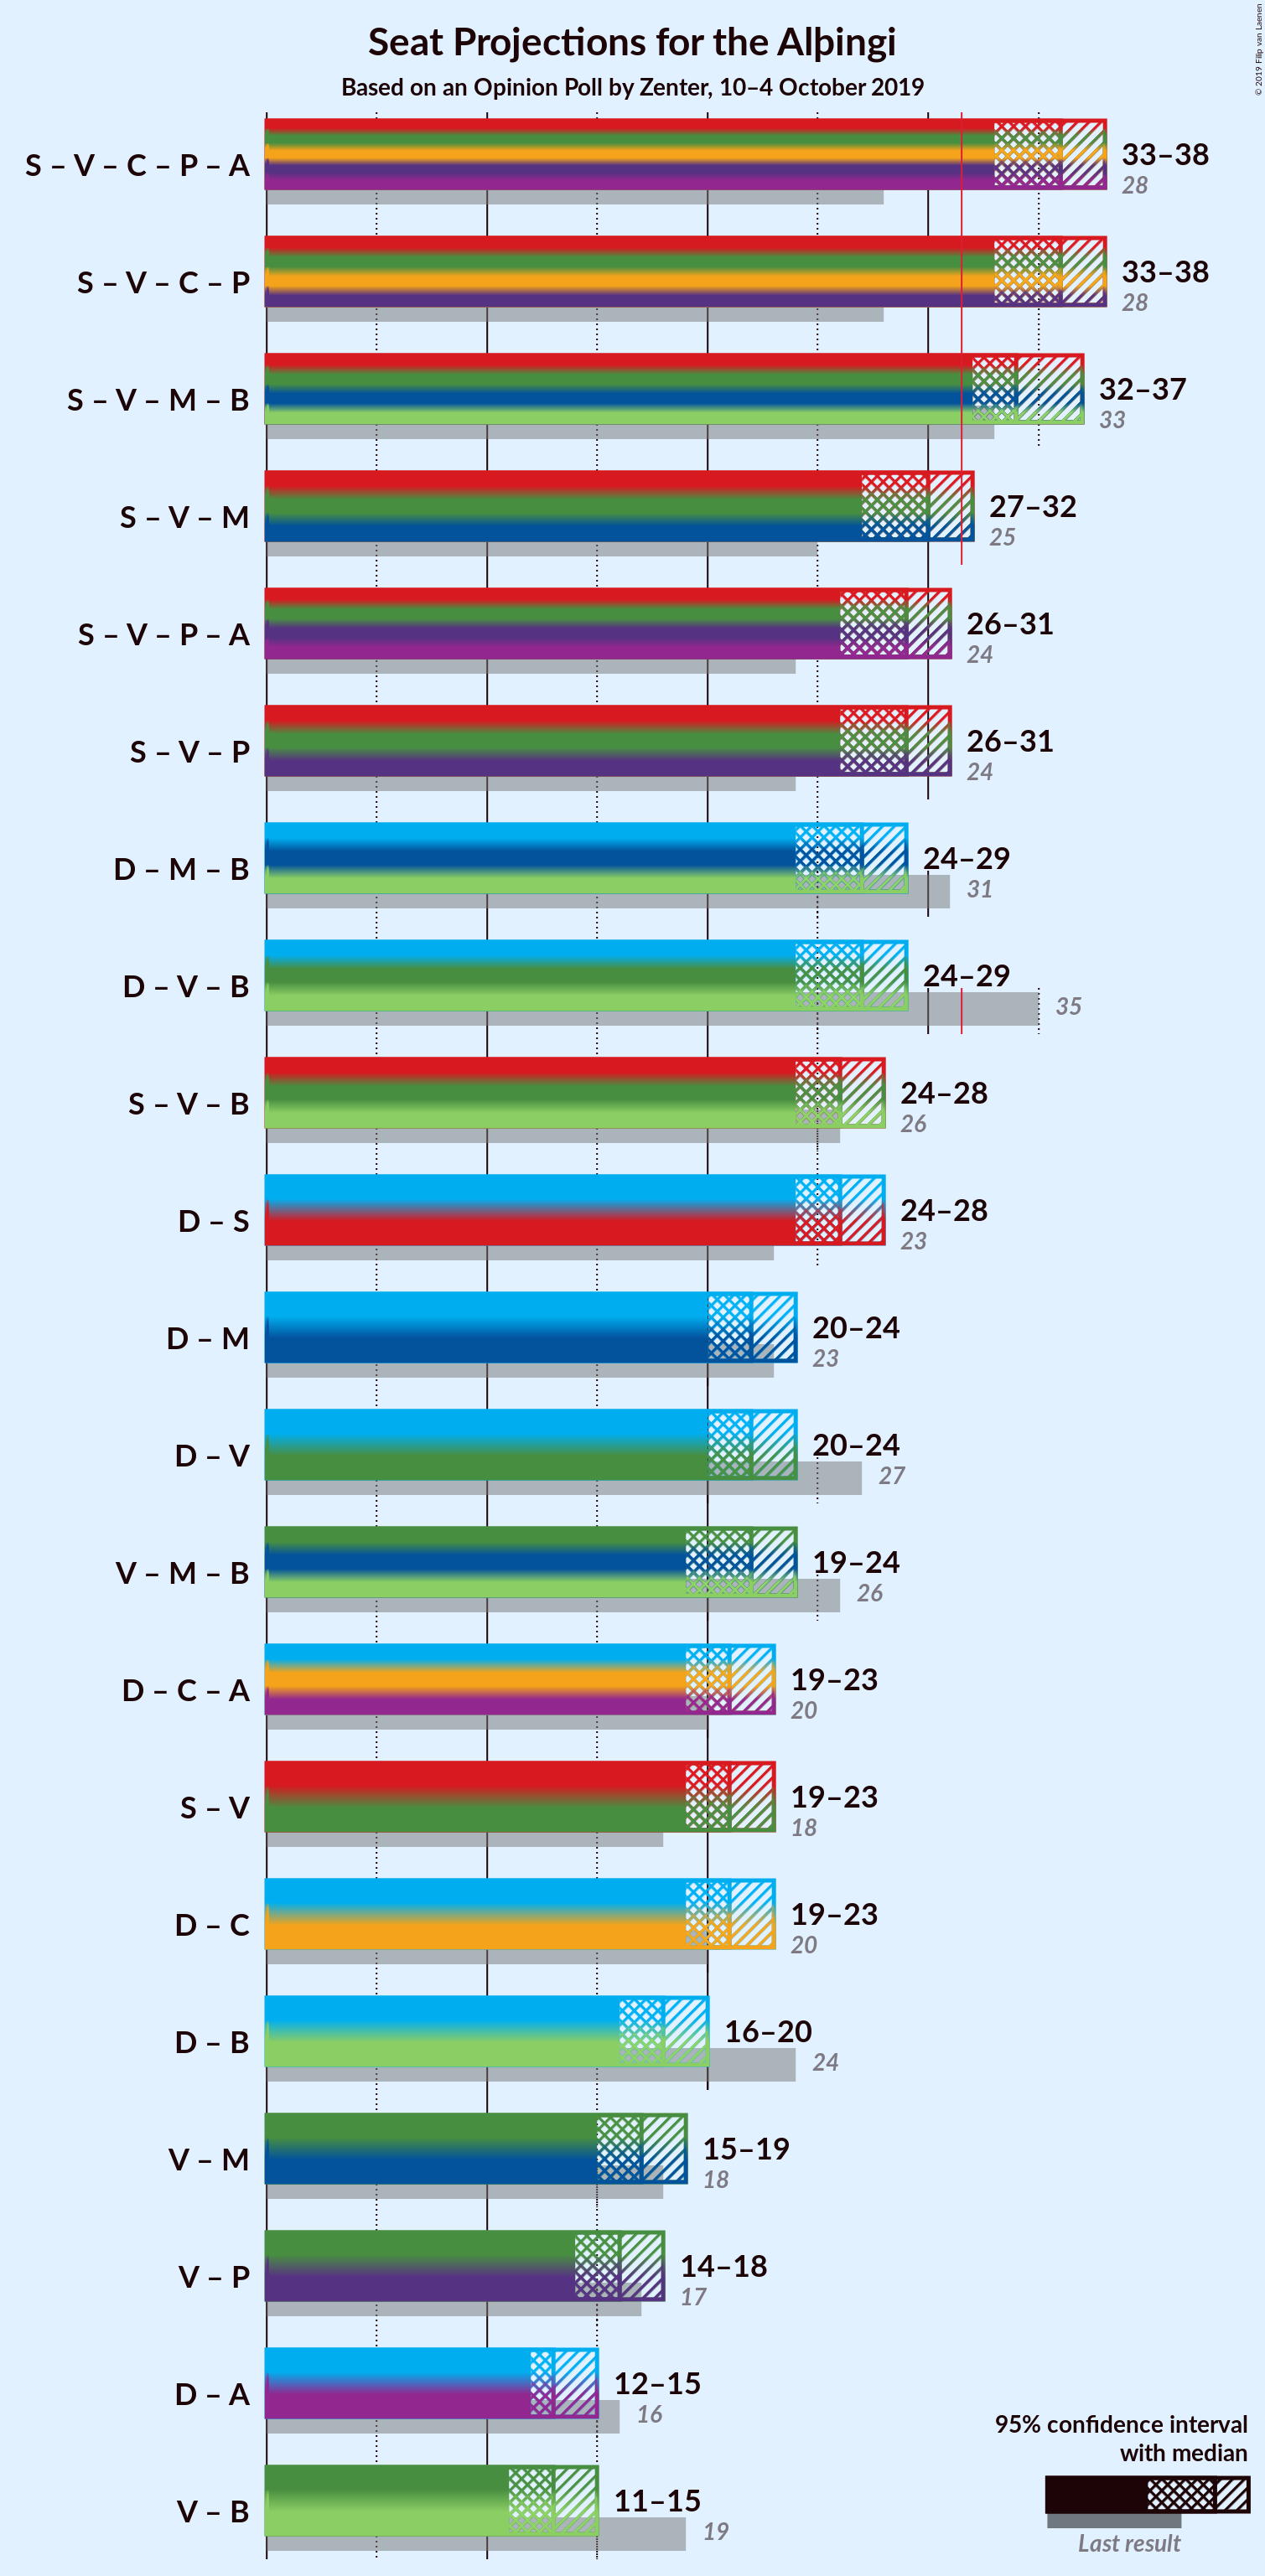 Seat Projections for the Alþingi
Based on an Opinion Poll by Zenter, 10–4 October 2019
© 2019 Filip van Laenen
S – V – C – P – A
33–38
28
S – V – C – P
33–38
28
S – V – M – B
32–37
33
S – V – M
27–32
25
S – V – P – A
26–31
24
S – V – P
26–31
24
D – M – B
24–29
31
D – V – B
24–29
35
S – V – B
24–28
26
D – S
24–28
23
D – M
20–24
23
D – V
20–24
27
V – M – B
19–24
26
D – C – A
19–23
20
S – V
19–23
18
D – C
19–23
20
D – B
16–20
24
V – M
15–19
18
V – P
14–18
17
D – A
12–15
16
V – B
11–15
19
95% confidence interval
with median
Last result